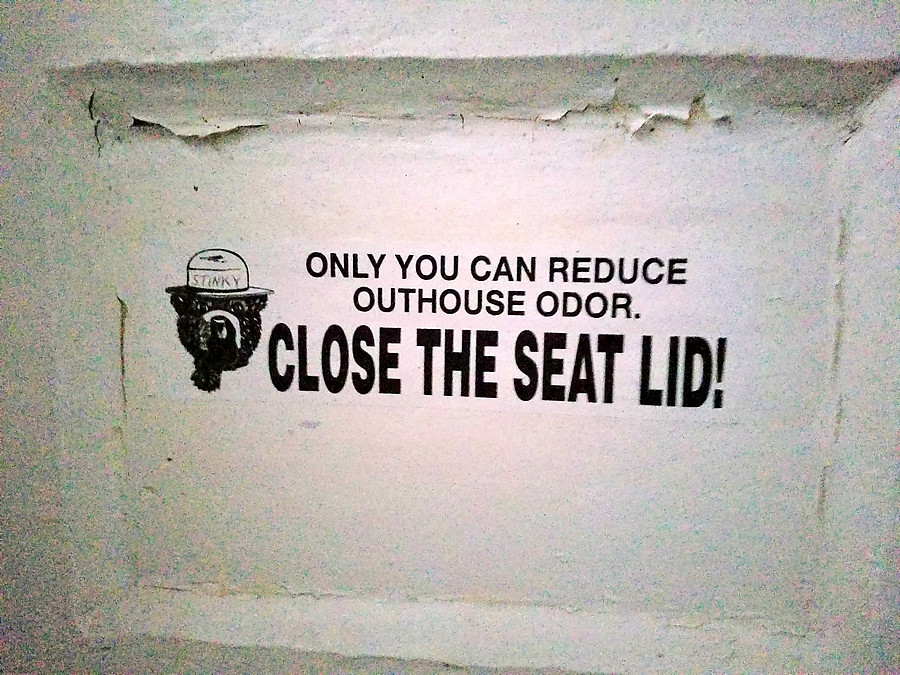 STINKY
ONLY YOU CAN REDUCE
OUTHOUSE ODOR.
CLOSE THE SEAT LID!